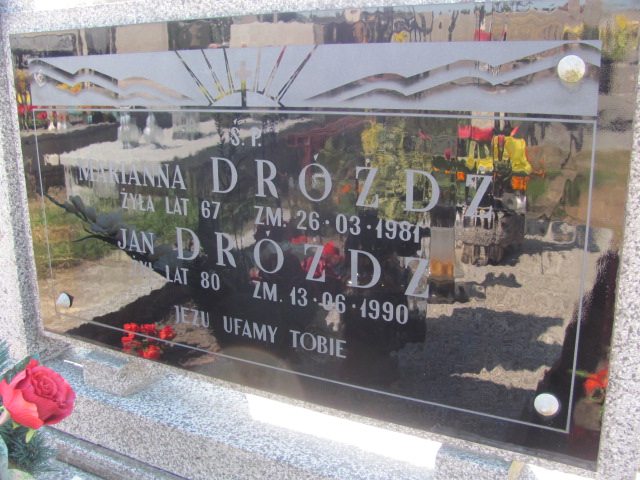 Ś.P.
MARIANNA DRÓŻDŻ
ŻYŁA LAT 67 ZM. 26·03·1981
JAN DRÓŻDŻ
ŻYŁ LAT 80 ZM. 13·06·1990
JEZU UFAMY TOBIE